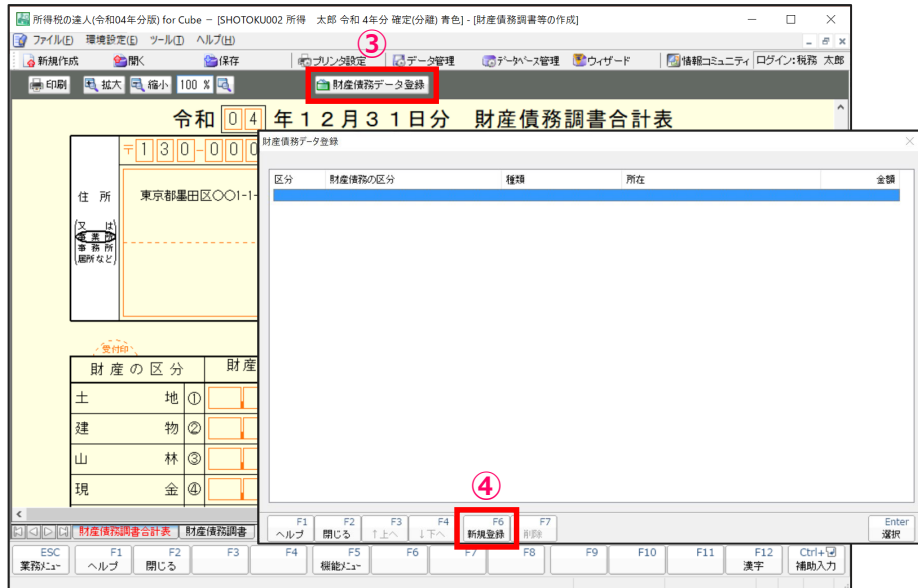 所得税の達人(令和04年分版) for Cube － [SHOTOKU002 所得　太郎 令和 4年分 確定(分離) 青色] - [財産債務調書等の作成]
ファイル(F) 環境設定(E) ツール(T) ヘルプ(H)
③
新規作成 開く 保存 プリンタ設定 データ管理 データベース管理 ウィザード 情報コミュニティ ログイン:税務 太郎
印刷 拡大 縮小 100 % 財産債務データ登録
令和 04 年12月31日分 財産債務調書合計表
〒130-000
住所
東京都墨田区〇〇1-1-
(又は
事業所
事務所
居所など)
受付印
財産の区分 財産
土地 ①
建物 ②
山林 ③
現金 ④
財産債務調書合計表 財産債務調書
財産債務データ登録
区分 財産債務の区分 種類 所在 金額
④
F1 F2 F3 F4 F6 F7 Enter
ヘルプ 閉じる ↑上へ ↓下へ 新規登録 削除 選択
ESC F1 F2 F3 F4 F5 F6 F7 F8 F9 F10 F11 F12 Ctrl+
業務ﾒﾆｭｰ ヘルプ 閉じる 機能ﾒﾆｭｰ 漢字 補助入力